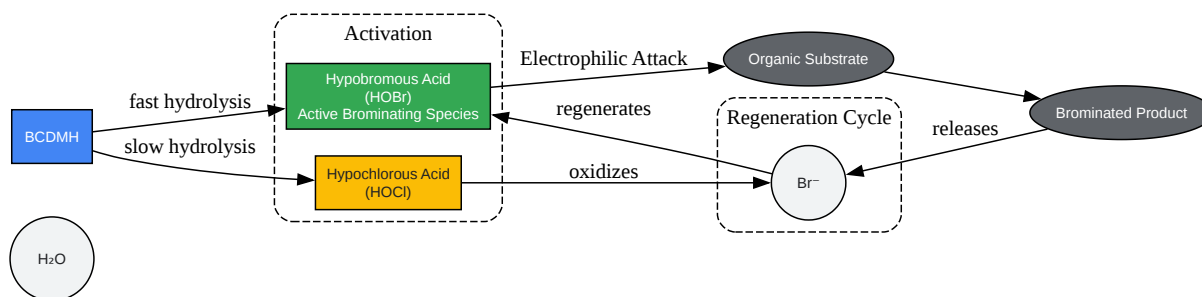 Activation
Hypobromous Acid
(HOBr)
Active Brominating Species
Electrophilic Attack
Organic Substrate
fast hydrolysis
BCDMH
slow hydrolysis
Hypochlorous Acid
(HOCl)
regenerates
oxidizes
Regeneration Cycle
Br⁻
releases
Brominated Product
H₂O